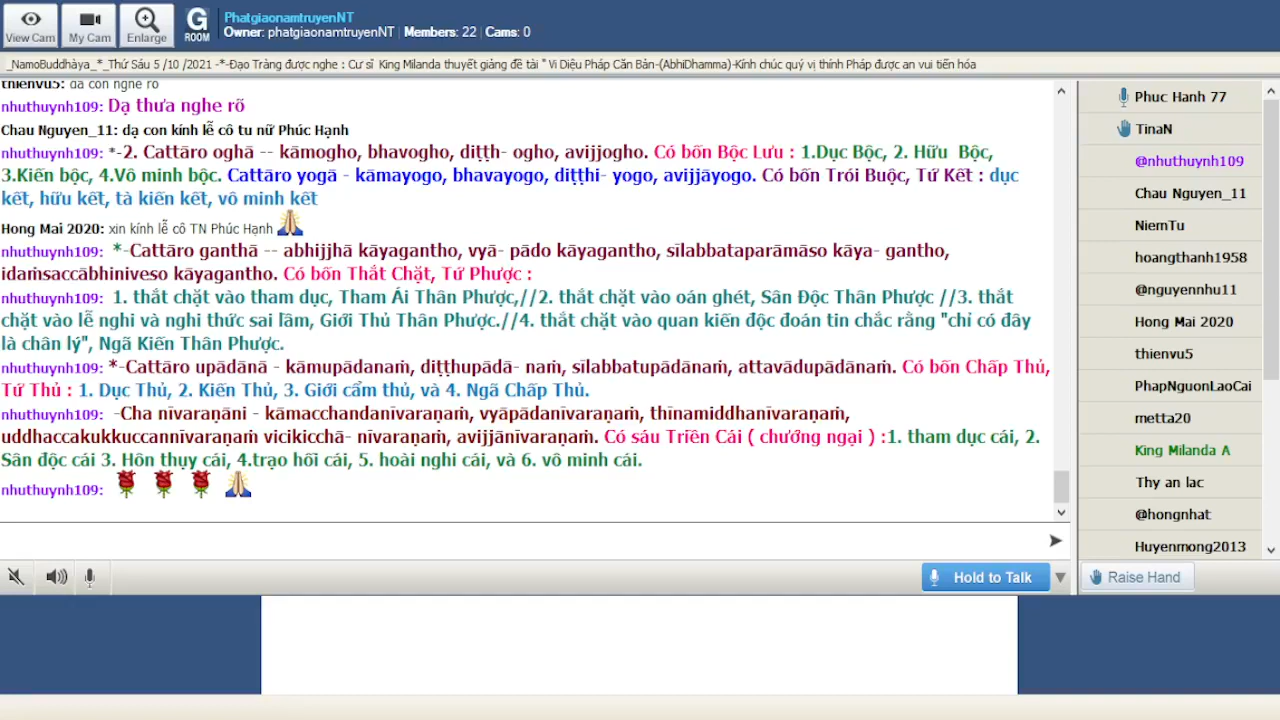 View Cam
My Cam
Enlarge
G
ROOM
PhatgiaonamtruyenNT
Owner: phatgiaonamtruyenNT | Members: 22 | Cams: 0
_NamoBuddhàya_*_Thứ Sáu 5 /10 /2021 -*-Đạo Tràng được nghe : Cư sĩ King Milanda thuyết giảng đề tài " Vi Diệu Pháp Căn Bản-(AbhiDhamma)-Kính chúc quý vị thính Pháp được an vui tiến hóa
thienvu5: dạ con nghe rõ
nhuthuynh109: Dạ thưa nghe rõ
Chau Nguyen_11: dạ con kính lễ cô tu nữ Phúc Hạnh
nhuthuynh109: *-2. Cattāro oghā -- kāmogho, bhavogho, diṭṭh- ogho, avijjogho. Có bốn Bộc Lưu : 1.Dục Bộc, 2. Hữu Bộc,
3.Kiến bộc, 4.Vô minh bộc. Cattāro yogā - kāmayogo, bhavayogo, diṭṭhi- yogo, avijjāyogo. Có bốn Trói Buộc, Tứ Kết : dục
kết, hữu kết, tà kiến kết, vô minh kết
Hong Mai 2020: xin kính lễ cô TN Phúc Hạnh
nhuthuynh109: *-Cattāro ganthā -- abhijjhā kāyagantho, vyā- pādo kāyagantho, sīlabbataparāmāso kāya- gantho,
idaṁsaccābhiniveso kāyagantho. Có bốn Thắt Chặt, Tứ Phược :
nhuthuynh109: 1. thắt chặt vào tham dục, Tham Ái Thân Phược,//2. thắt chặt vào oán ghét, Sân Độc Thân Phược //3. thắt
chặt vào lễ nghi và nghi thức sai lầm, Giới Thủ Thân Phược.//4. thắt chặt vào quan kiến độc đoán tin chắc rằng "chỉ có đây
là chân lý", Ngã Kiến Thân Phược.
nhuthuynh109: *-Cattāro upādānā - kāmupādanaṁ, diṭṭhupādā- naṁ, sīlabbatupādānaṁ, attavādupādānaṁ. Có bốn Chấp Thủ,
Tứ Thủ : 1. Dục Thủ, 2. Kiến Thủ, 3. Giới cẩm thủ, và 4. Ngã Chấp Thủ.
nhuthuynh109: -Cha nīvaraṇāni - kāmacchandanīvaraṇaṁ, vyāpādanīvaraṇaṁ, thīnamiddhanīvaraṇaṁ,
uddhaccakukkuccannīvaraṇaṁ vicikicchā- nīvaraṇaṁ, avijjānīvaraṇaṁ. Có sáu Triền Cái ( chướng ngại ) :1. tham dục cái, 2.
Sân độc cái 3. Hôn thụy cái, 4.trạo hối cái, 5. hoài nghi cái, và 6. vô minh cái.
nhuthuynh109:
Hold to Talk
Phuc Hanh 77
TinaN
@nhuthuynh109
Chau Nguyen_11
NiemTu
hoangthanh1958
@nguyennhu11
Hong Mai 2020
thienvu5
PhapNguonLaoCai
metta20
King Milanda A
Thy an lac
@hongnhat
Huyenmong2013
Raise Hand